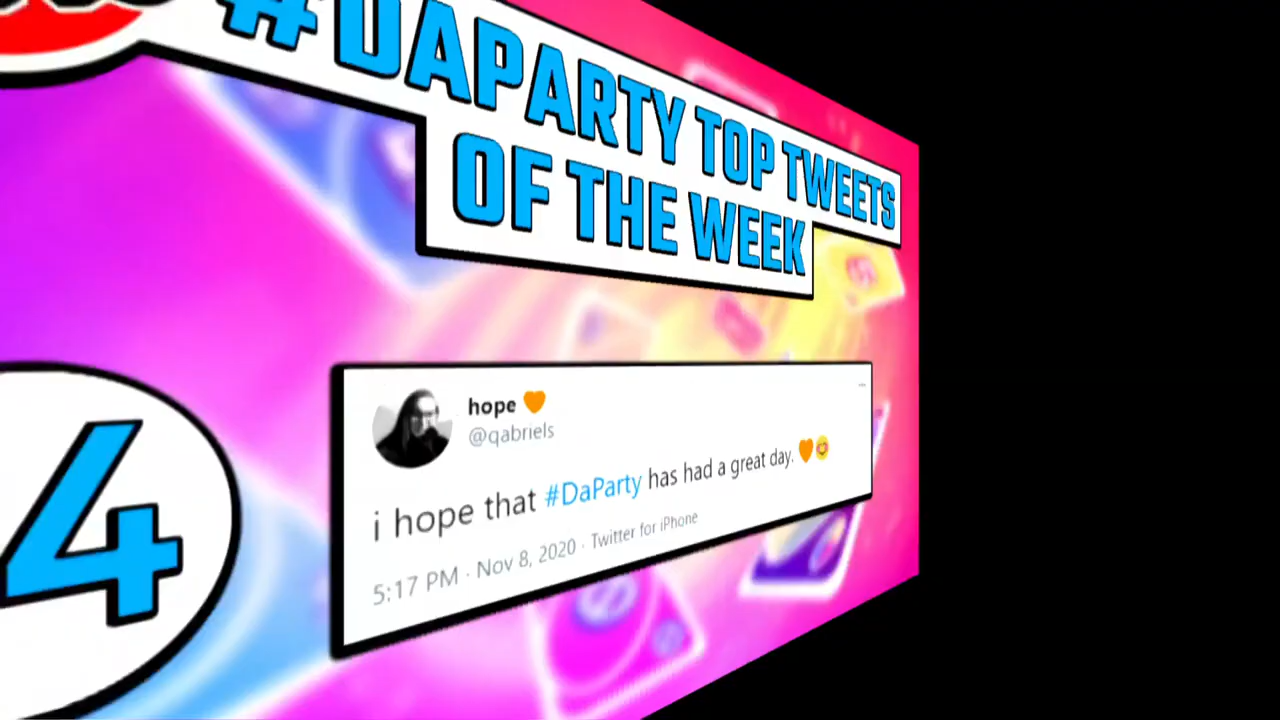 #DAPARTY TOP TWEETS
OF THE WEEK
4
hope 🧡
@qabriels
i hope that #DaParty has had a great day. 🧡😊
5:17 PM · Nov 8, 2020 · Twitter for iPhone